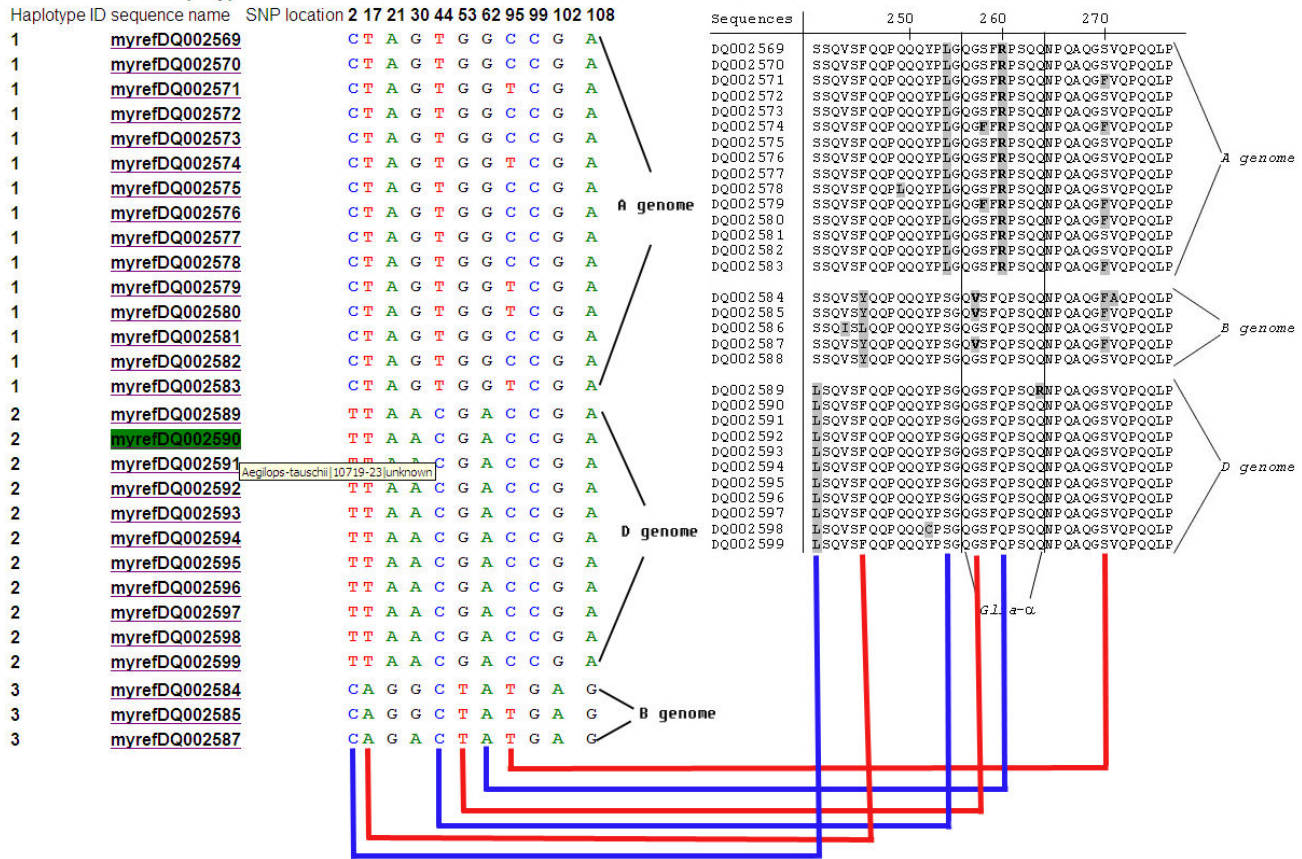 Haplotype ID sequence name SNP location 2 17 21 30 44 53 62 95 99 102 108
1 myrefDQ002569 C T A G T G G C C G A
1 myrefDQ002570 C T A G T G G C C G A
1 myrefDQ002571 C T A G T G G T C G A
1 myrefDQ002572 C T A G T G G C C G A
1 myrefDQ002573 C T A G T G G C C G A
1 myrefDQ002574 C T A G T G G T C G A
1 myrefDQ002575 C T A G T G G C C G A
1 myrefDQ002576 C T A G T G G C C G A
1 myrefDQ002577 C T A G T G G C C G A
1 myrefDQ002578 C T A G T G G C C G A
1 myrefDQ002579 C T A G T G G T C G A
1 myrefDQ002580 C T A G T G G T C G A
1 myrefDQ002581 C T A G T G G C C G A
1 myrefDQ002582 C T A G T G G C C G A
1 myrefDQ002583 C T A G T G G T C G A
A genome
2 myrefDQ002589 T T A A C G A C C G A
2 myrefDQ002590 T T A A C G A C C G A
2 myrefDQ002591 T T A A C G A C C G A
Aegilops-tauschii|10719-23|unknown
2 myrefDQ002592 T T A A C G A C C G A
2 myrefDQ002593 T T A A C G A C C G A
2 myrefDQ002594 T T A A C G A C C G A
2 myrefDQ002595 T T A A C G A C C G A
2 myrefDQ002596 T T A A C G A C C G A
2 myrefDQ002597 T T A A C G A C C G A
2 myrefDQ002598 T T A A C G A C C G A
2 myrefDQ002599 T T A A C G A C C G A
D genome
3 myrefDQ002584 C A G G C T A T G A G
3 myrefDQ002585 C A G G C T A T G A G
3 myrefDQ002587 C A G A C T A T G A G
B genome
Sequences 250 260 270
DQ002569 SSQVSFQQPQQQYPLGQGSFRPSQQNPQAQGSVQPQQLP
DQ002570 SSQVSFQQPQQQYPLGQGSFRPSQQNPQAQGSVQPQQLP
DQ002571 SSQVSFQQPQQQYPLGQGSFRPSQQNPQAQGFVQPQQLP
DQ002572 SSQVSFQQPQQQYPLGQGSFRPSQQNPQAQGSVQPQQLP
DQ002573 SSQVSFQQPQQQYPLGQGSFRPSQQNPQAQGSVQPQQLP
DQ002574 SSQVSFQQPQQQYPLGQGFFRPSQQNPQAQGFVQPQQLP
DQ002575 SSQVSFQQPQQQYPLGQGSFRPSQQNPQAQGSVQPQQLP
DQ002576 SSQVSFQQPQQQYPLGQGSFRPSQQNPQAQGSVQPQQLP
DQ002577 SSQVSFQQPQQQYPLGQGSFRPSQQNPQAQGSVQPQQLP
DQ002578 SSQVSFQQPLQQYPLGQGSFRPSQQNPQAQGSVQPQQLP
DQ002579 SSQVSFQQPQQQYPLGQGFFRPSQQNPQAQGFVQPQQLP
DQ002580 SSQVSFQQPQQQYPLGQGSFRPSQQNPQAQGFVQPQQLP
DQ002581 SSQVSFQQPQQQYPLGQGSFRPSQQNPQAQGSVQPQQLP
DQ002582 SSQVSFQQPQQQYPLGQGSFRPSQQNPQAQGSVQPQQLP
DQ002583 SSQVSFQQPQQQYPLGQGSFRPSQQNPQAQGFVQPQQLP
A genome
DQ002584 SSQVSYQQPQQQYPSGQVSFQPSQQNPQAQGFAQPQQLP
DQ002585 SSQVSYQQPQQQYPSGQVSFQPSQQNPQAQGFVQPQQLP
DQ002586 SSQISLQQPQQQYPSGQGSFQPSQQNPQAQGSVQPQQLP
DQ002587 SSQVSYQQPQQQYPSGQVSFQPSQQNPQAQGFVQPQQLP
DQ002588 SSQVSYQQPQQQYPSGQGSFQPSQQNPQAQGSVQPQQLP
B genome
DQ002589 LSQVSFQQPQQQYPSGQGSFQPSQRNPQAQGSVQPQQLP
DQ002590 LSQVSFQQPQQQYPSGQGSFQPSQQNPQAQGSVQPQQLP
DQ002591 LSQVSFQQPQQQYPSGQGSFQPSQQNPQAQGSVQPQQLP
DQ002592 LSQVSFQQPQQQYPSGQGSFQPSQQNPQAQGSVQPQQLP
DQ002593 LSQVSFQQPQQQYPSGQGSFQPSQQNPQAQGSVQPQQLP
DQ002594 LSQVSFQQPQQQYPSGQGSFQPSQQNPQAQGSVQPQQLP
DQ002595 LSQVSFQQPQQQYPSGQGSFQPSQQNPQAQGSVQPQQLP
DQ002596 LSQVSFQQPQQQYPSGQGSFQPSQQNPQAQGSVQPQQLP
DQ002597 LSQVSFQQPQQQYPSGQGSFQPSQQNPQAQGSVQPQQLP
DQ002598 LSQVSFQQPQQQCPSGQGSFQPSQQNPQAQGSVQPQQLP
DQ002599 LSQVSFQQPQQQYPSGQGSFQPSQQNPQAQGSVQPQQLP
D genome